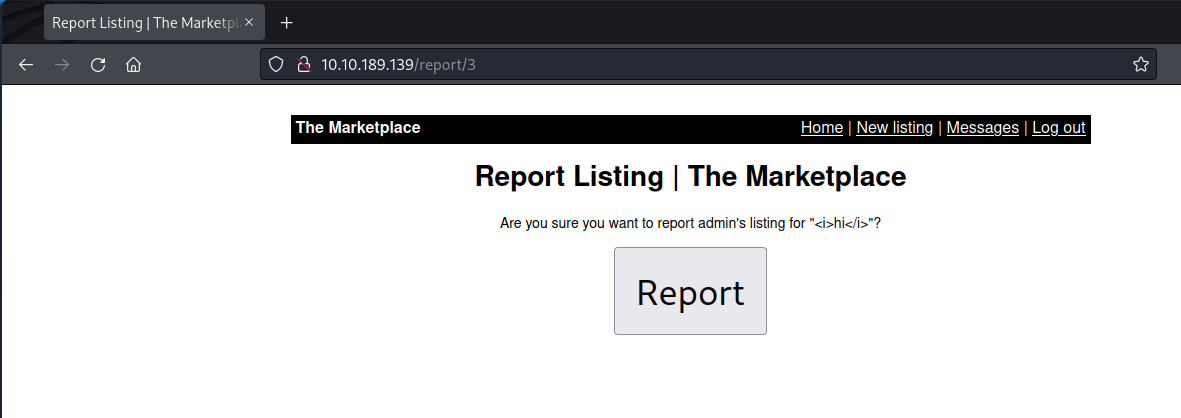 Report Listing | The Marketpl
10.10.189.139/report/3
The Marketplace
Home | New listing | Messages | Log out
Report Listing | The Marketplace
Are you sure you want to report admin's listing for "<i>hi</i>"?
Report